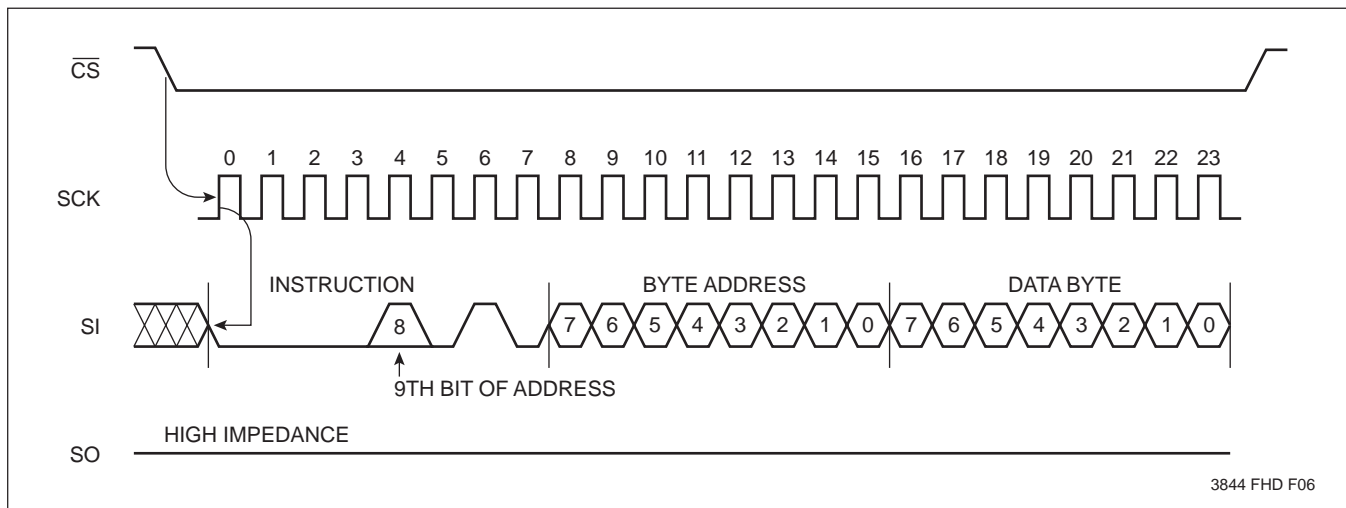 CS
0 1 2 3 4 5 6 7 8 9 10 11 12 13 14 15 16 17 18 19 20 21 22 23
SCK
INSTRUCTION BYTE ADDRESS DATA BYTE
SI 8 7 6 5 4 3 2 1 0 7 6 5 4 3 2 1 0
9TH BIT OF ADDRESS
HIGH IMPEDANCE
SO
3844 FHD F06